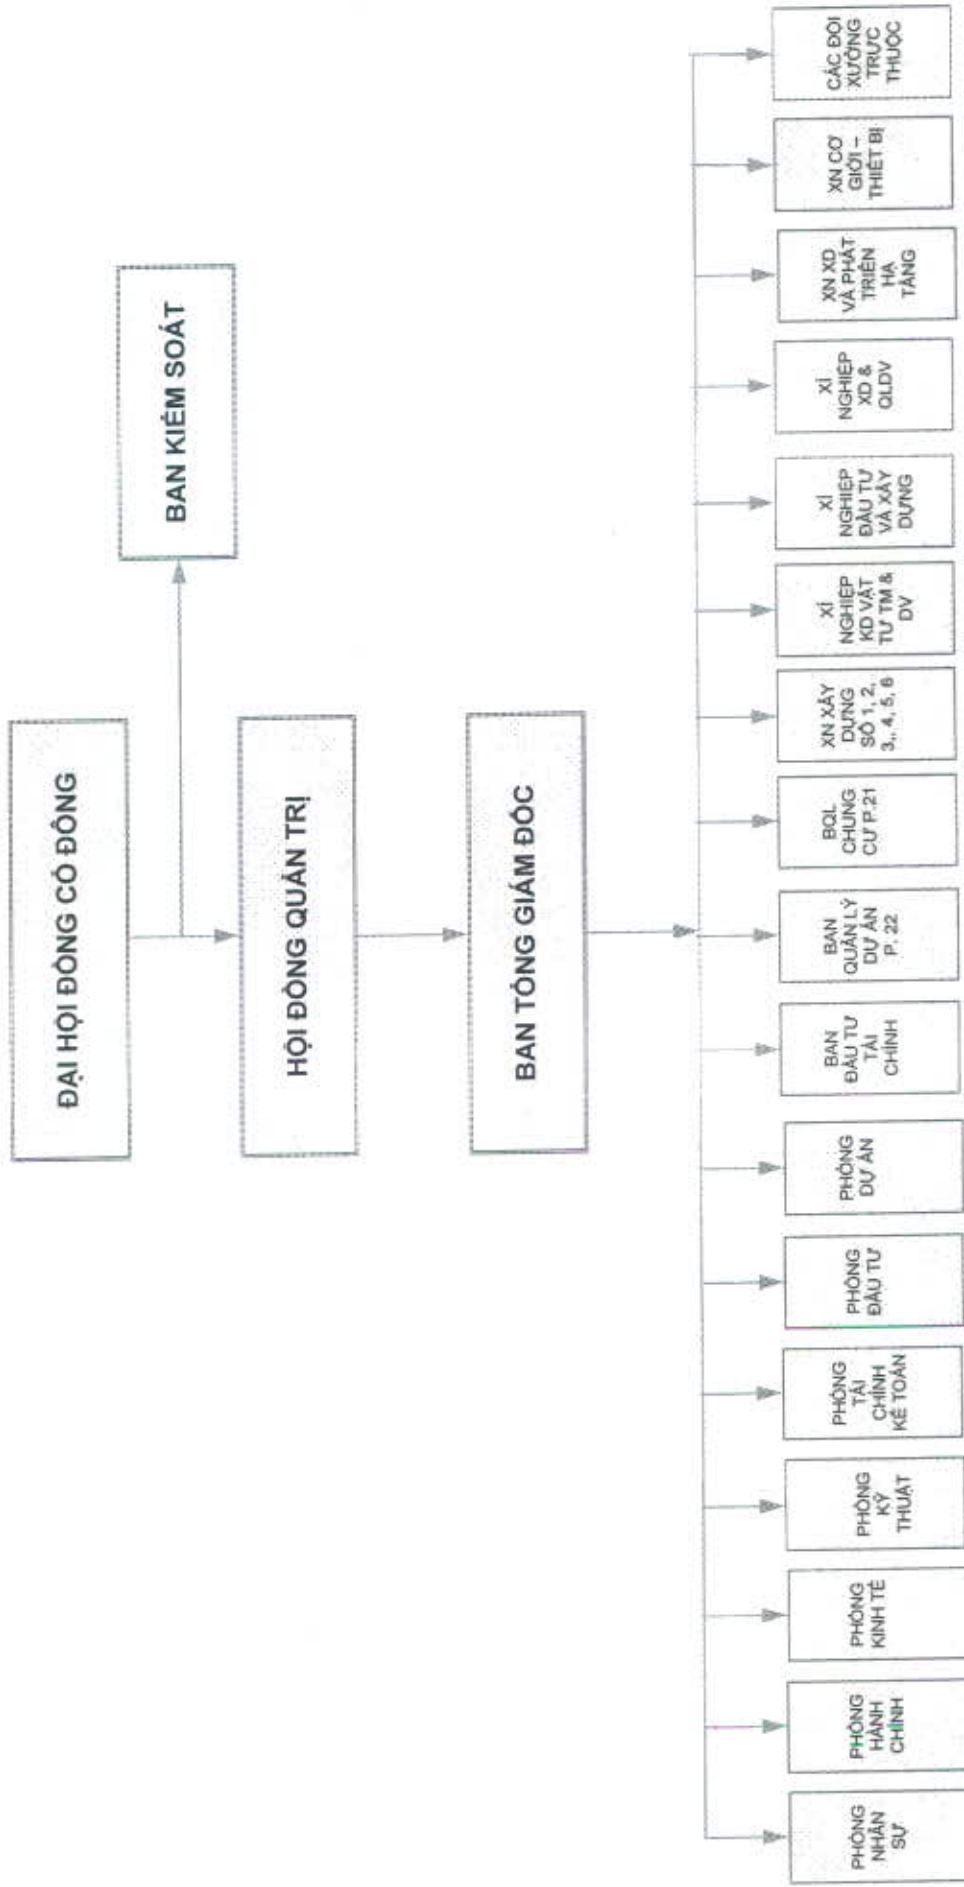 ĐẠI HỘI ĐỒNG CỔ ĐÔNG
BAN KIỂM SOÁT
HỘI ĐỒNG QUẢN TRỊ
BAN TỔNG GIÁM ĐỐC
PHÒNG
NHÂN
SỰ
PHÒNG
HÀNH
CHÍNH
PHÒNG
KINH TẾ
PHÒNG
KỸ
THUẬT
PHÒNG
TÀI
CHÍNH
KẾ TOÁN
PHÒNG
ĐẦU TƯ
PHÒNG
DỰ ÁN
BAN
ĐẦU TƯ
TÀI
CHÍNH
BAN
QUẢN LÝ
DỰ ÁN
P. 22
BQL
CHUNG
CƯ P.21
XN XÂY
DỰNG
SỐ 1, 2,
3,, 4, 5, 6
XÍ
NGHIỆP
KD VẬT
TƯ TM &
DV
XÍ
NGHIỆP
ĐẦU TƯ
VÀ XÂY
DỰNG
XÍ
NGHIỆP
XD &
QLDV
XN XD
VÀ PHÁT
TRIỂN
HẠ
TẦNG
XN CƠ
GIỚI –
THIẾT BỊ
CÁC ĐỘI
XƯỞNG
TRỰC
THUỘC